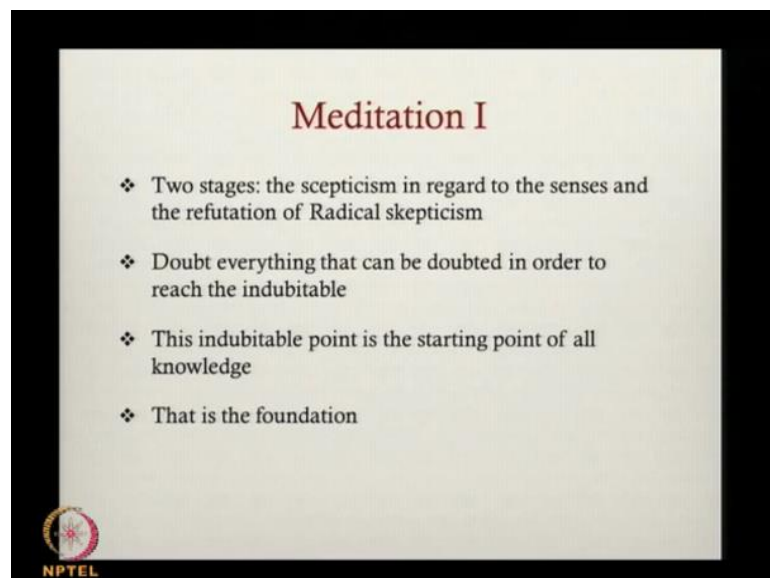 Meditation I
❖ Two stages: the scepticism in regard to the senses and
the refutation of Radical skepticism
❖ Doubt everything that can be doubted in order to
reach the indubitable
❖ This indubitable point is the starting point of all
knowledge
❖ That is the foundation
NPTEL